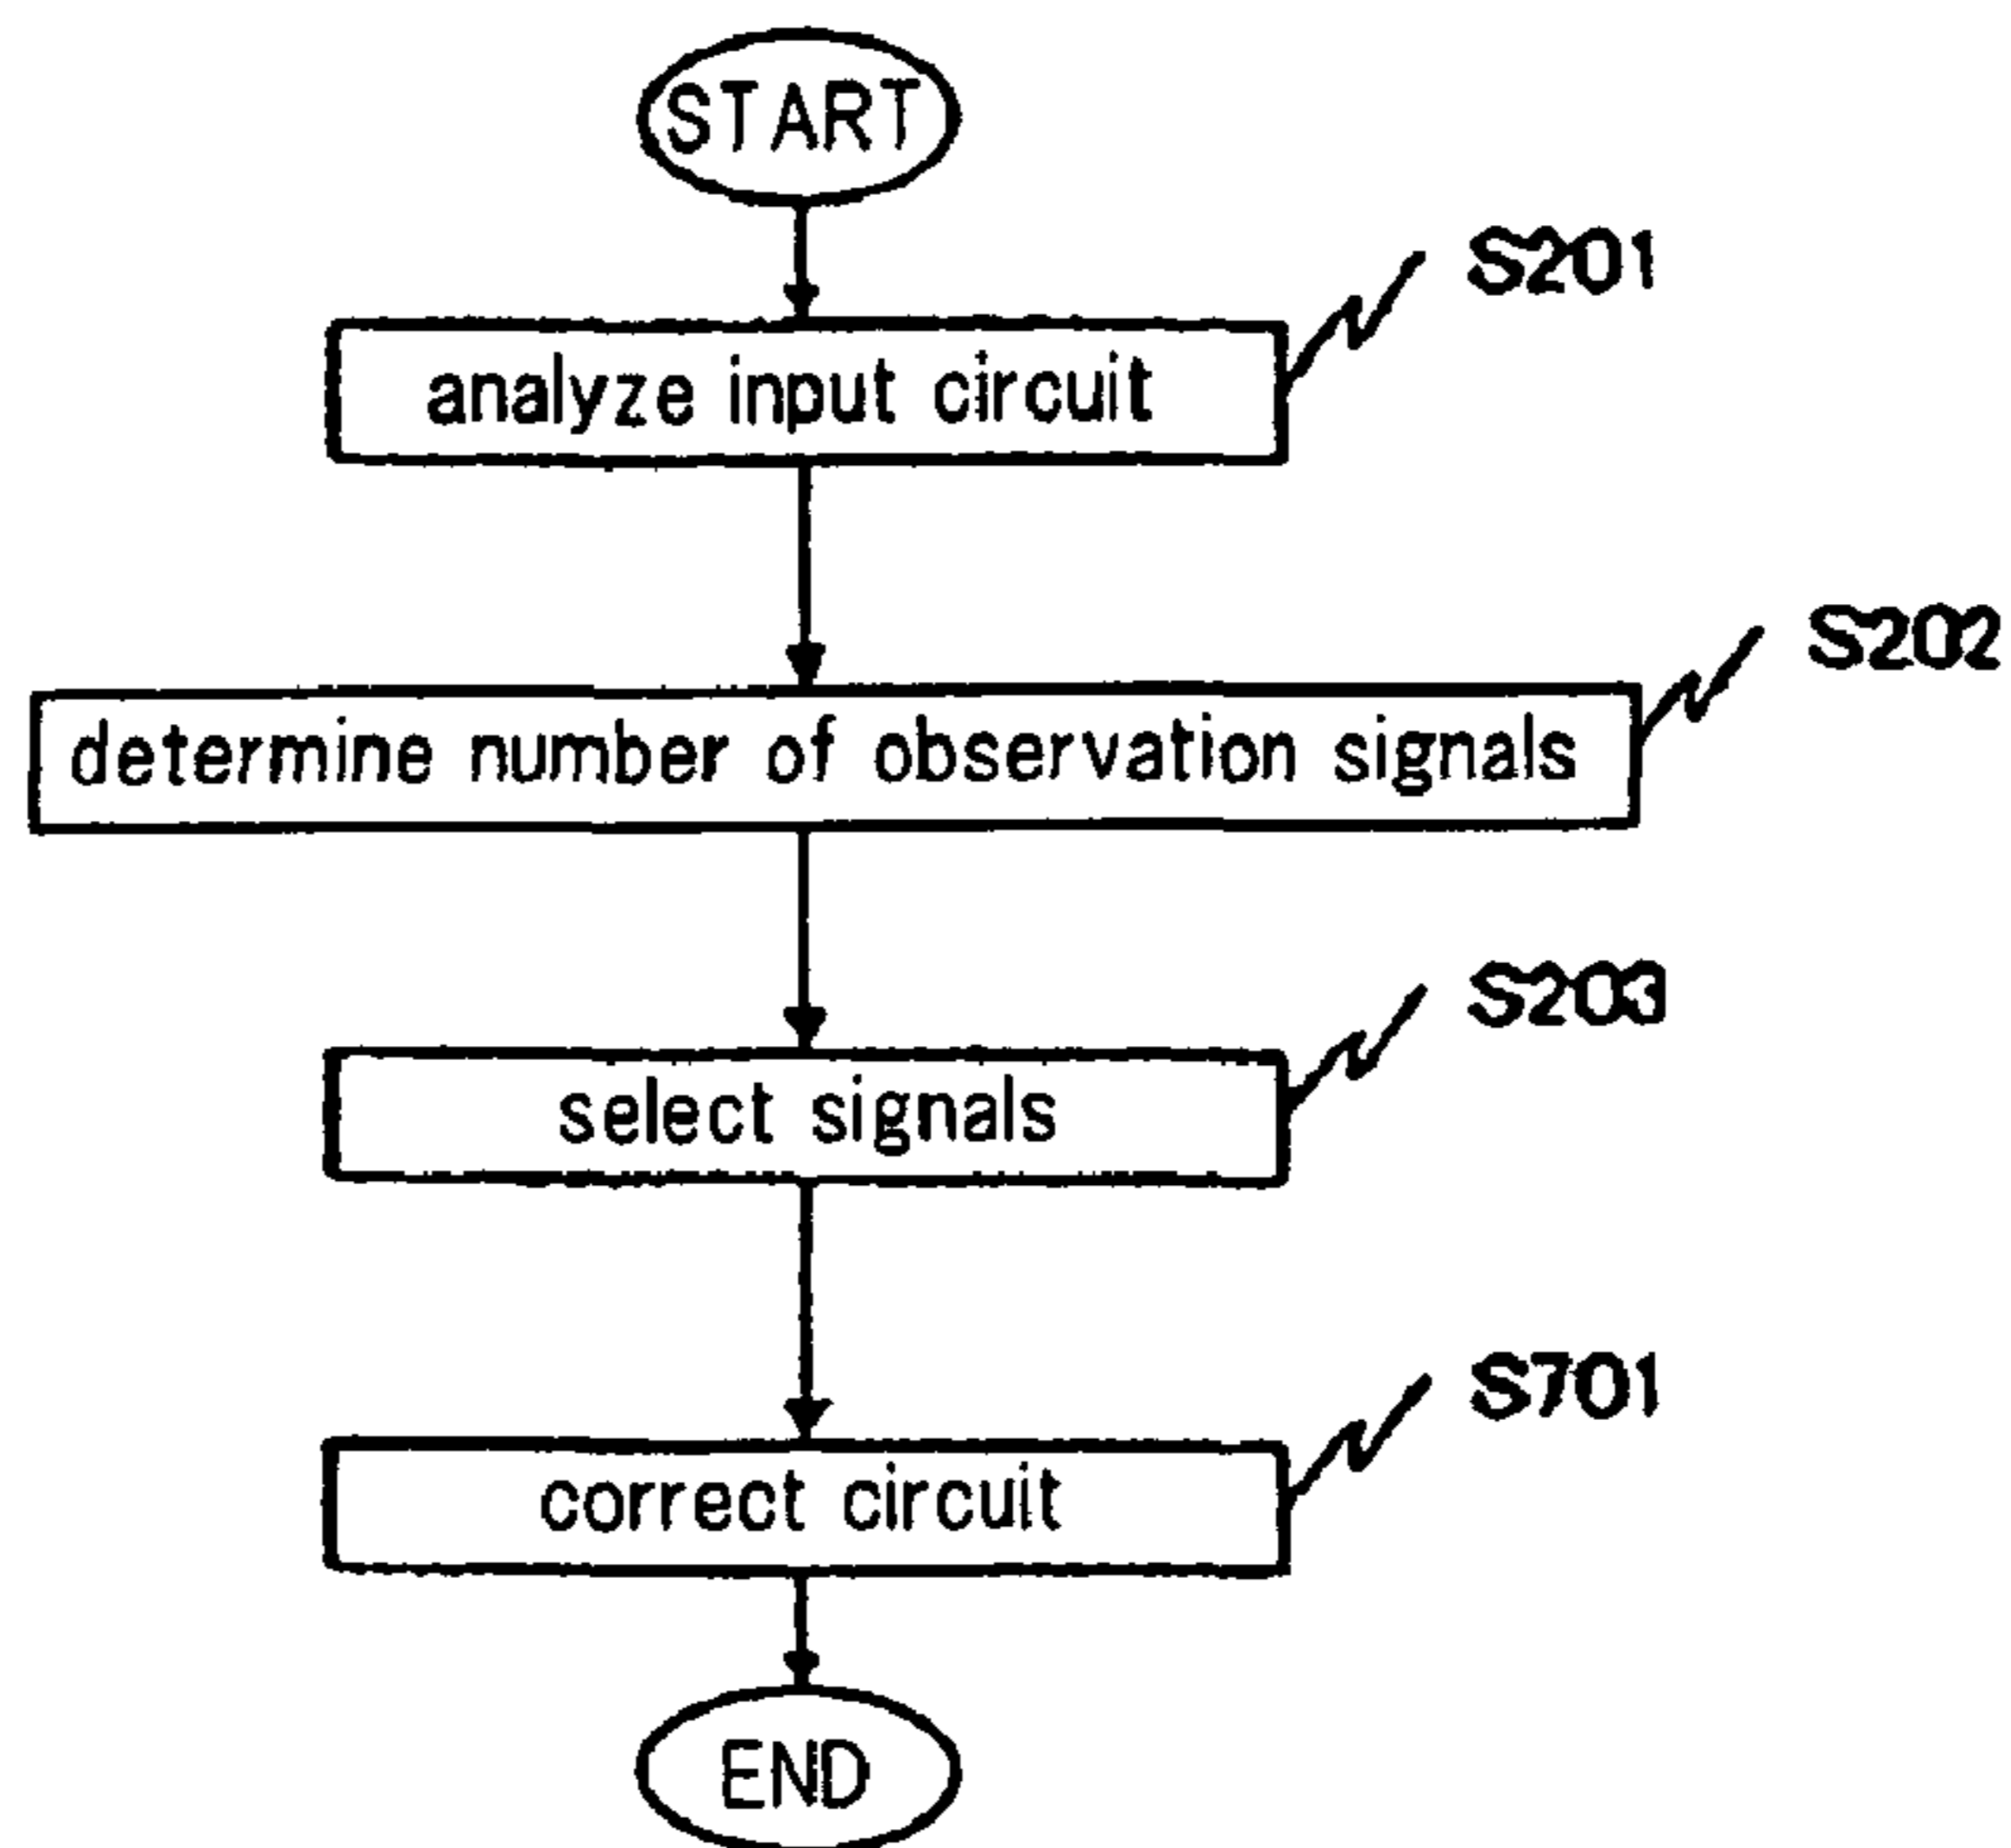 START
S201
analyze input circuit
S202
determine number of observation signals
S203
select signals
S701
correct circuit
END